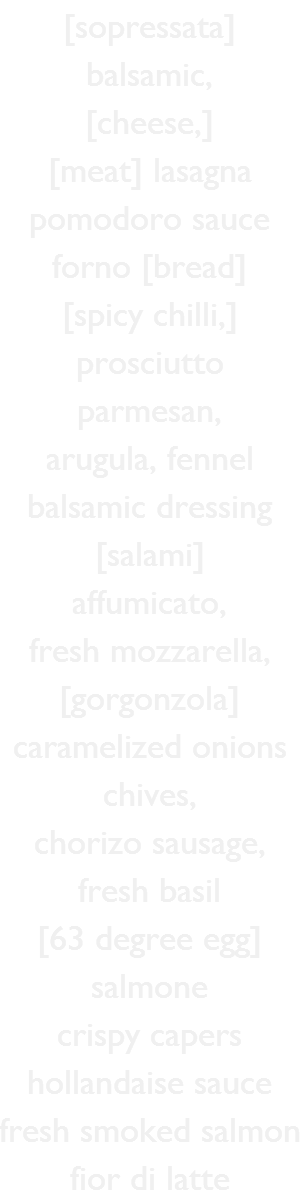 [sopressata]
balsamic,
[cheese,]
[meat] lasagna
pomodoro sauce
forno [bread]
[spicy chilli,]
prosciutto
parmesan,
arugula, fennel
balsamic dressing
[salami]
affumicato,
fresh mozzarella,
[gorgonzola]
caramelized onions
chives,
chorizo sausage,
fresh basil
[63 degree egg]
salmone
crispy capers
hollandaise sauce
fresh smoked salmon
fior di latte